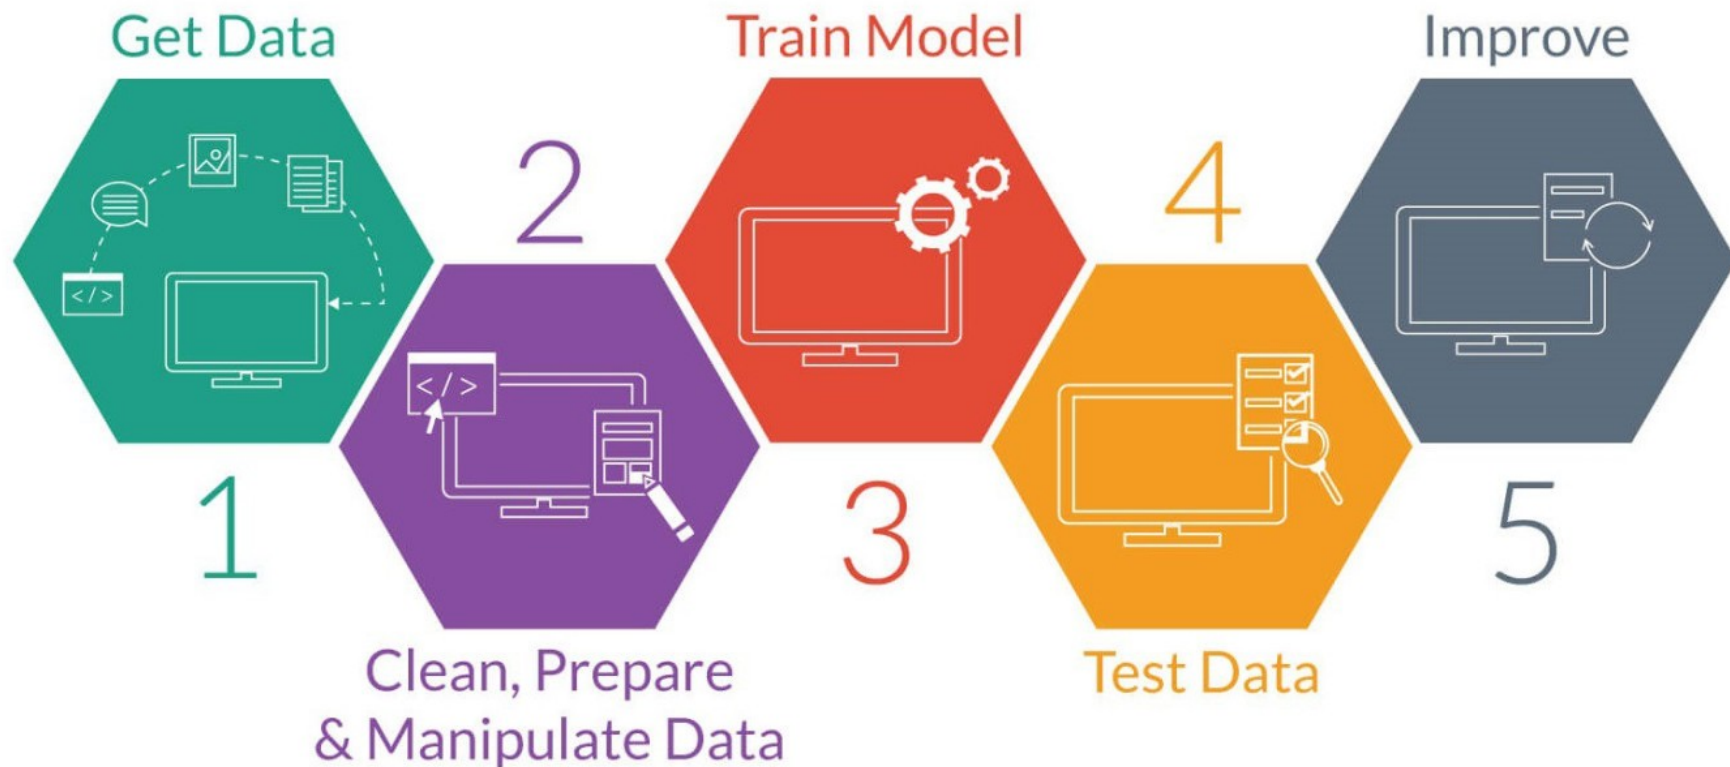 Get Data
1
2
Clean, Prepare
& Manipulate Data
</>
</>
Train Model
3
4
Test Data
Improve
5